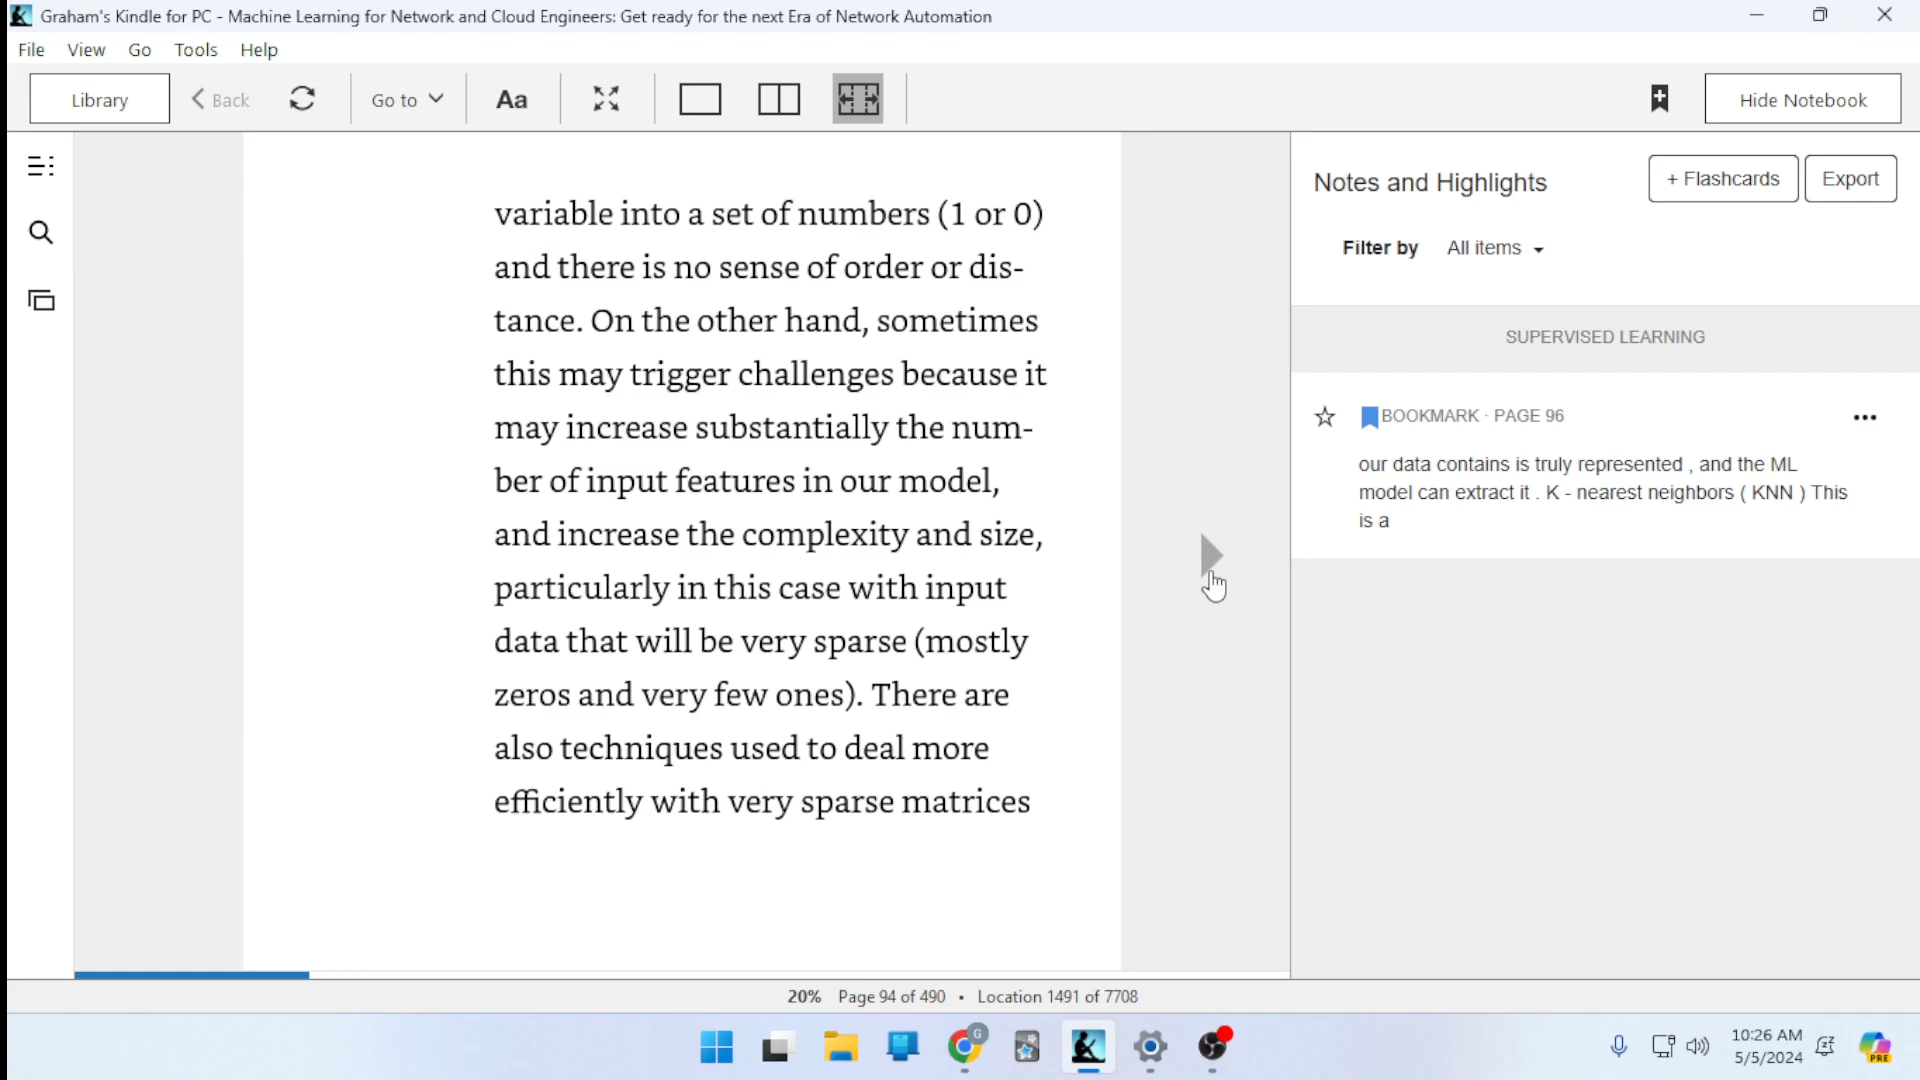 Graham's Kindle for PC - Machine Learning for Network and Cloud Engineers: Get ready for the next Era of Network Automation
File View Go Tools Help
Library Back Go to Aa Hide Notebook
variable into a set of numbers (1 or 0)
and there is no sense of order or dis-
tance. On the other hand, sometimes
this may trigger challenges because it
may increase substantially the num-
ber of input features in our model,
and increase the complexity and size,
particularly in this case with input
data that will be very sparse (mostly
zeros and very few ones). There are
also techniques used to deal more
efficiently with very sparse matrices
Notes and Highlights + Flashcards Export
Filter by All items
SUPERVISED LEARNING
BOOKMARK · PAGE 96
our data contains is truly represented , and the ML
model can extract it . K - nearest neighbors ( KNN ) This
is a
20% Page 94 of 490 • Location 1491 of 7708
G
10:26 AM
5/5/2024
PRE